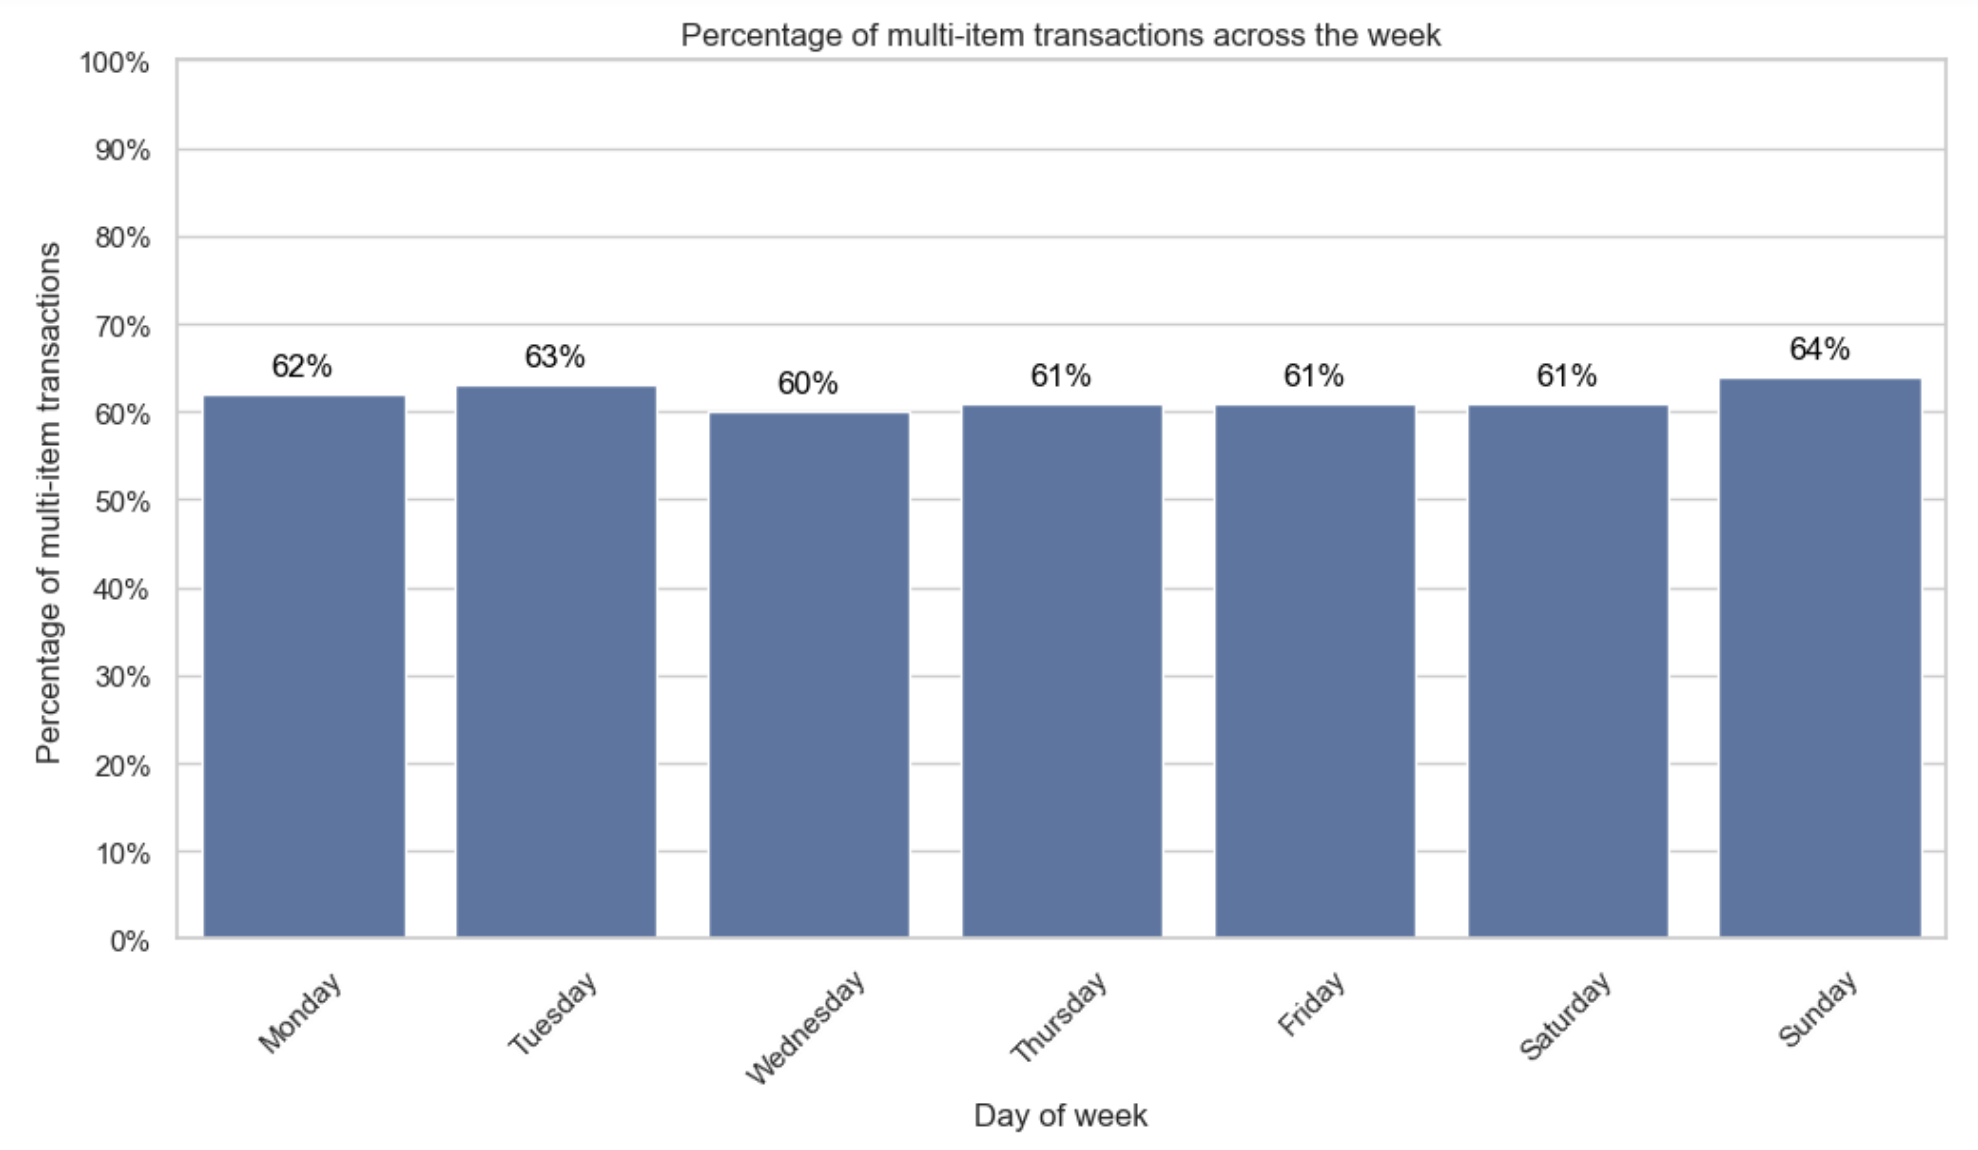 Percentage of multi-item transactions across the week
100%
90%
80%
70%
60%
50%
40%
30%
20%
10%
0%
Percentage of multi-item transactions
62%
63%
60%
61%
61%
61%
64%
Monday
Tuesday
Wednesday
Thursday
Friday
Saturday
Sunday
Day of week